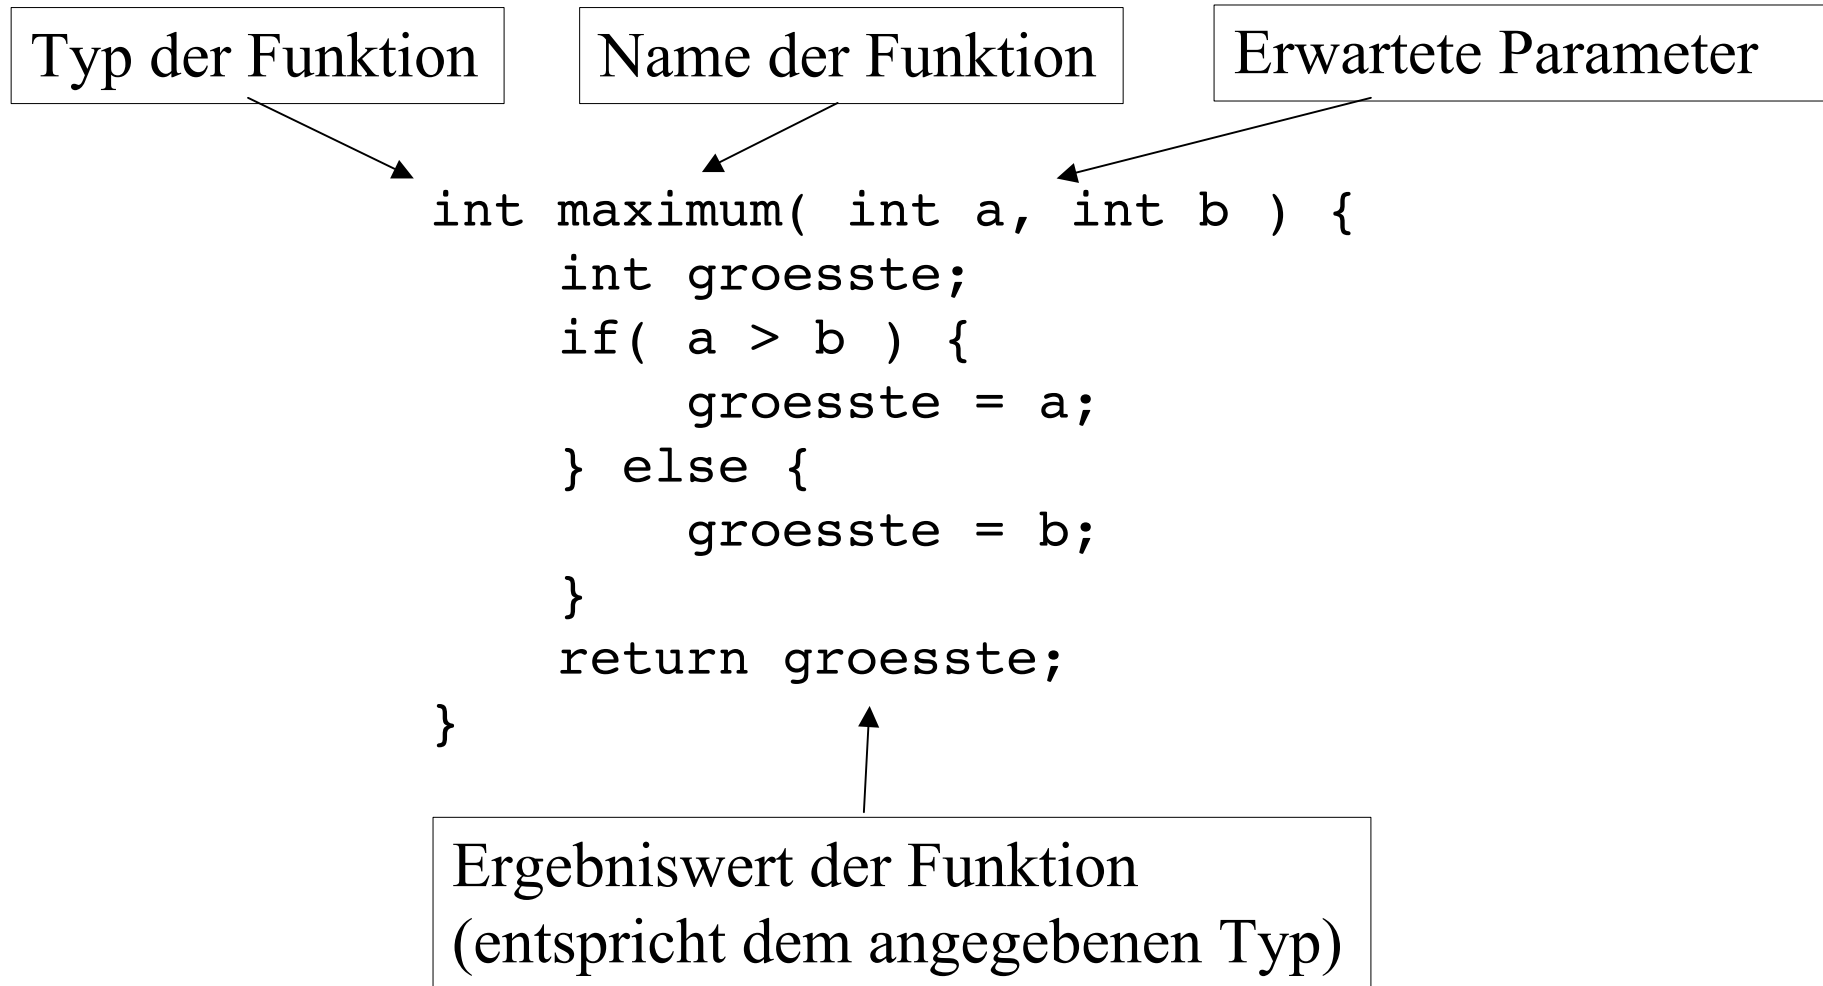 Typ der Funktion
Name der Funktion
Erwartete Parameter
int maximum( int a, int b ) {
int groesste;
if( a > b ) {
groesste = a;
} else {
groesste = b;
}
return groesste;
}
Ergebniswert der Funktion
(entspricht dem angegebenen Typ)